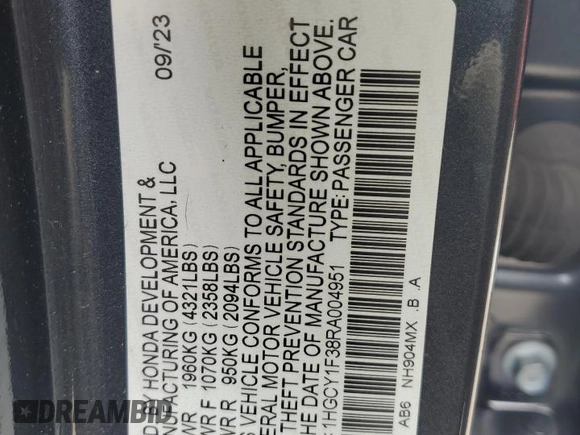 D BY HONDA DEVELOPMENT & 09/'23
NUFACTURING OF AMERICA, LLC
WR 1960KG (4321LBS)
WR F 1070KG (2358LBS)
WR R 950KG (2094LBS)
S VEHICLE CONFORMS TO ALL APPLICABLE
ERAL MOTOR VEHICLE SAFETY, BUMPER,
THEFT PREVENTION STANDARDS IN EFFECT
THE DATE OF MANUFACTURE SHOWN ABOVE.
1HGCY1F38RA004951 TYPE: PASSENGER CAR
AB6 NH904MX .B .A
DREAMBID